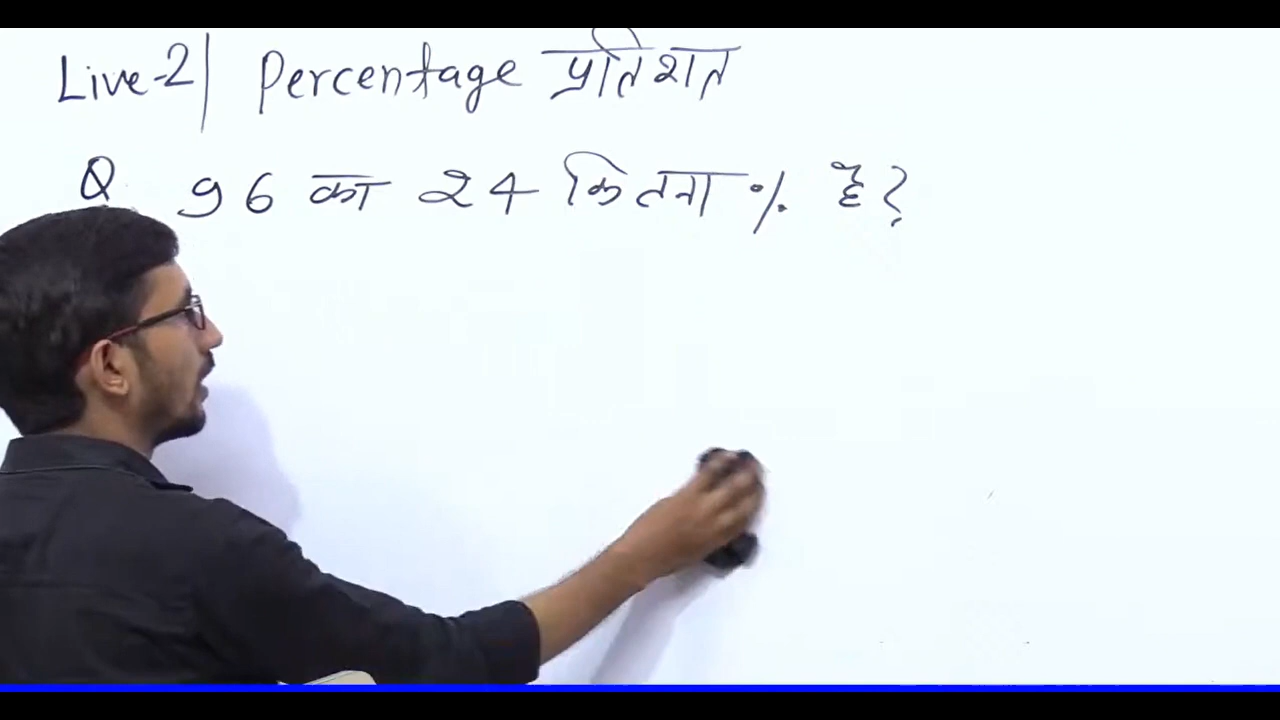 Live-2| Percentage प्रतिशत
Q 96 का 24 कितना % है?